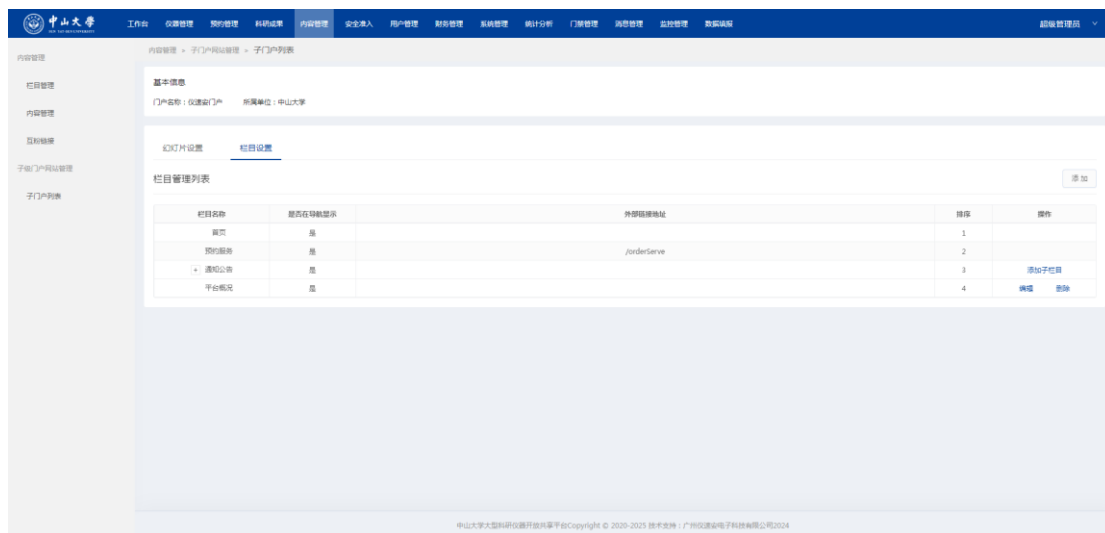 中山大學 工作台 仪器管理 预约管理 科研成果 内容管理 安全准入 用户管理 财务管理 系统管理 统计分析 门禁管理 消息管理 监控管理 数据填报 超级管理员
SUN YAT-SEN UNIVERSITY
内容管理 > 子门户网站管理 > 子门户列表
内容管理
栏目管理
内容管理
互粉链接
子级门户网站管理
子门户列表
基本信息
门户名称：仪速安门户 所属单位：中山大学
幻灯片设置 栏目设置
栏目管理列表 添加
栏目名称 是否在导航显示 外部链接地址 排序 操作
首页 是 1
预约服务 是 /orderServe 2
+ 通知公告 是 3 添加子栏目
平台概况 是 4 编辑 删除
中山大学大型科研仪器开放共享平台Copyright © 2020-2025 技术支持：广州仪速安电子科技有限公司2024